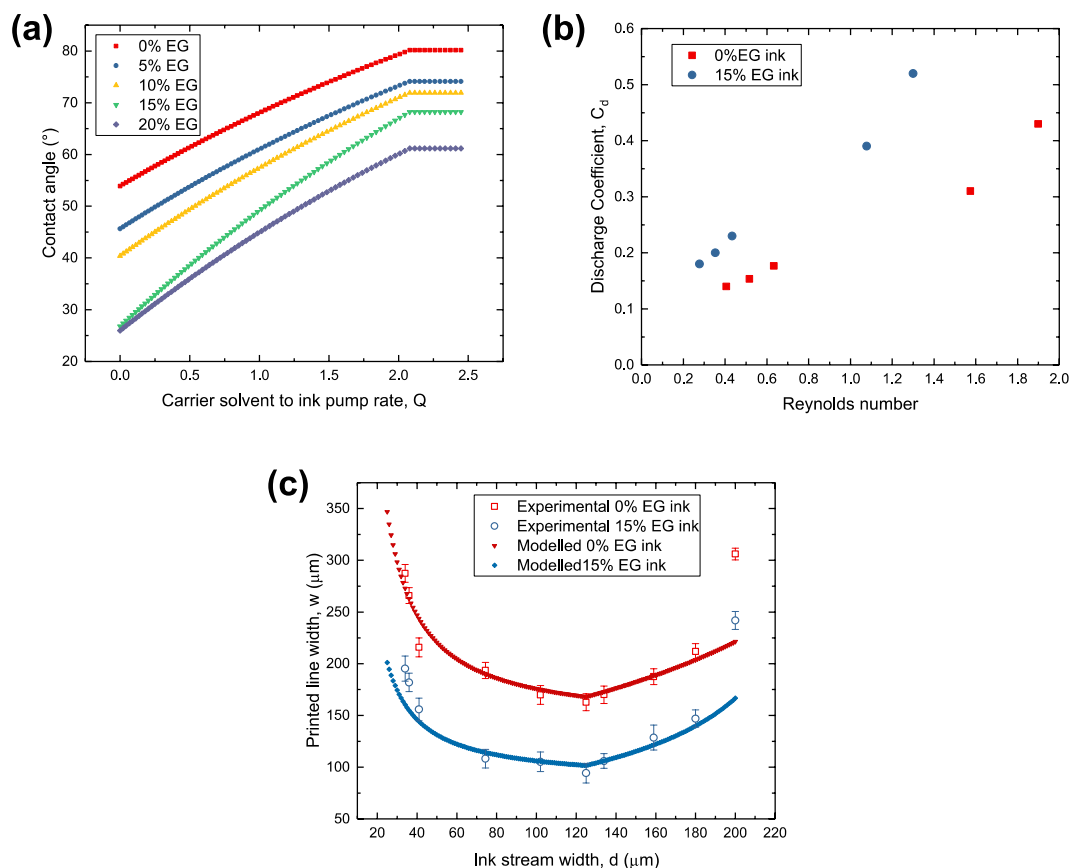 (a)
0% EG
5% EG
10% EG
15% EG
20% EG
Contact angle (°)
80
70
60
50
40
30
20
0.0 0.5 1.0 1.5 2.0 2.5
Carrier solvent to ink pump rate, Q
(b)
0%EG ink
15% EG ink
Discharge Coefficient, Cd
0.6
0.5
0.4
0.3
0.2
0.1
0.0
0.0 0.2 0.4 0.6 0.8 1.0 1.2 1.4 1.6 1.8 2.0
Reynolds number
(c)
Experimental 0% EG ink
Experimental 15% EG ink
Modelled 0% EG ink
Modelled15% EG ink
Printed line width, w (μm)
350
300
250
200
150
100
50
20 40 60 80 100 120 140 160 180 200 220
Ink stream width, d (μm)